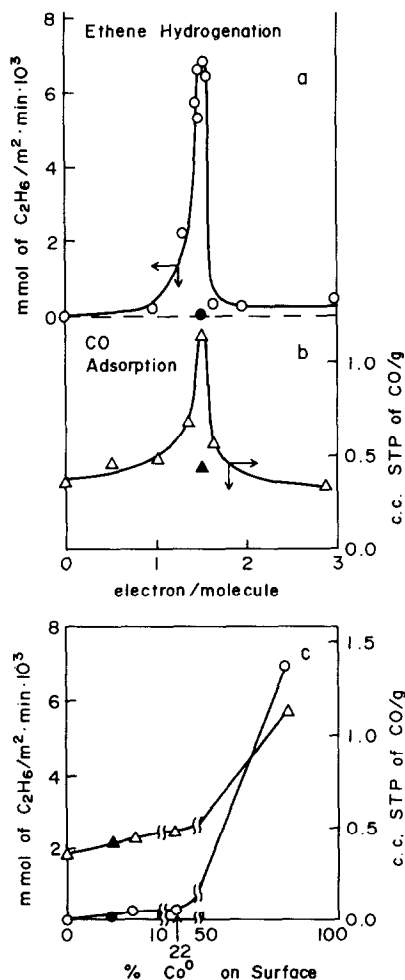 Ethene Hydrogenation
a
mmol of C₂H₆/m²·min·10³
8
6
4
2
0
CO
Adsorption
b
1.0
0.5
0.0
c.c. STP of CO/g
0
1
2
3
electron/molecule
c
mmol of C₂H₆/m²·min·10³
8
6
4
2
0
1.5
1.0
0.5
0.0
c.c. STP of CO/g
0
10
50
100
22
% Co⁰ on Surface